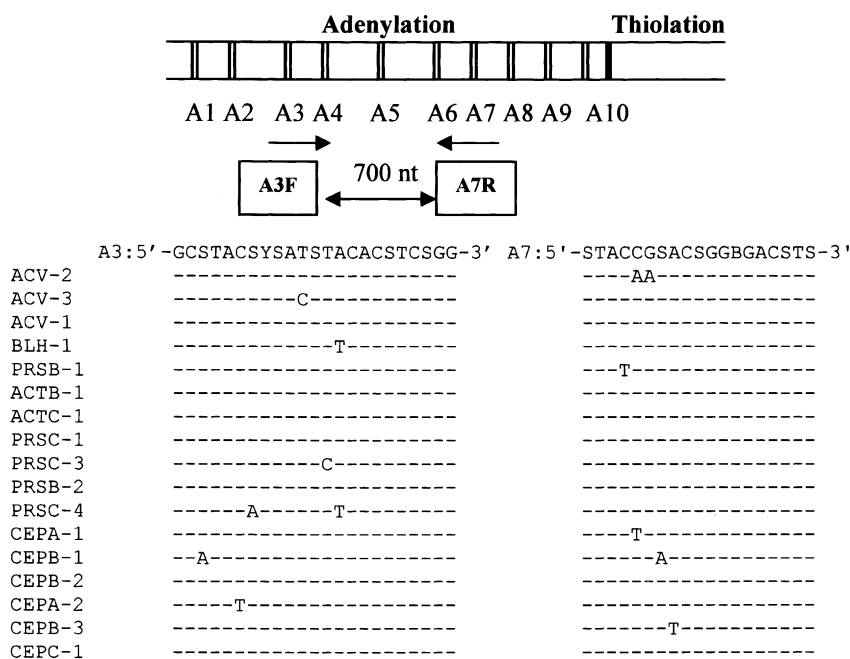 Adenylation Thiolation
A1 A2 A3 A4 A5 A6 A7 A8 A9 A10
A3F 700 nt A7R
A3:5'-GCSTACSYSATSTACACSTCSGG-3' A7:5'-STACCGSACSGGBGACSTS-3'
ACV-2 ----------------------- ----AA-------------
ACV-3 ----------C------------ -------------------
ACV-1 ----------------------- -------------------
BLH-1 -------------T--------- -------------------
PRSB-1 ----------------------- ---T---------------
ACTB-1 ----------------------- -------------------
ACTC-1 ----------------------- -------------------
PRSC-1 ----------------------- -------------------
PRSC-3 ------------C---------- -------------------
PRSB-2 ----------------------- -------------------
PRSC-4 ------A------T--------- -------------------
CEPA-1 ----------------------- ----T--------------
CEPB-1 --A-------------------- ------A------------
CEPB-2 ----------------------- -------------------
CEPA-2 -----T----------------- -------------------
CEPB-3 ----------------------- -------T-----------
CEPC-1 ----------------------- -------------------